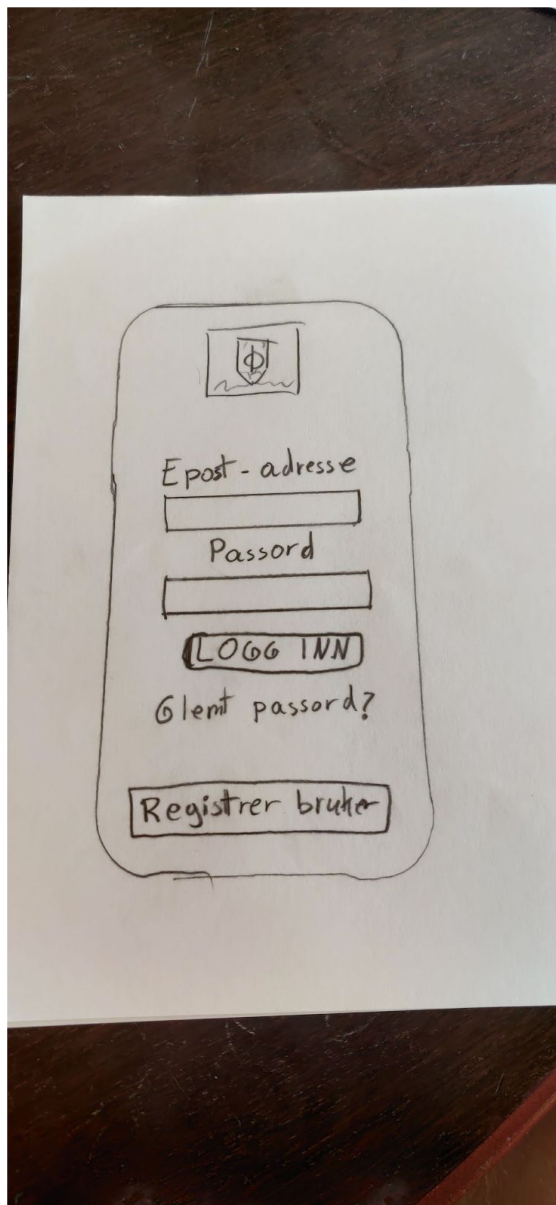 Epost-adresse
Passord
LOGG INN
Glemt passord?
Registrer bruker